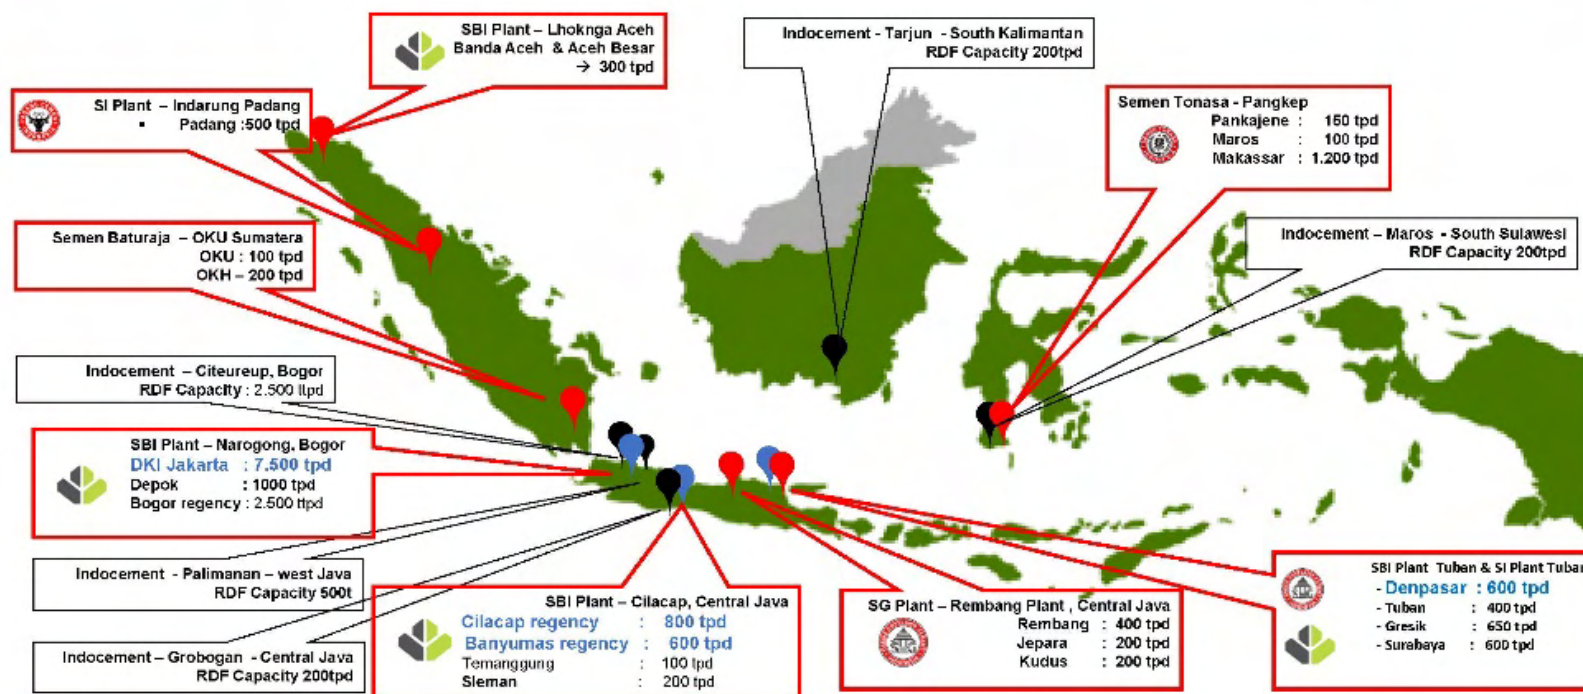 SBI Plant – Lhoknga Aceh
Banda Aceh & Aceh Besar
→ 300 tpd
Indocement - Tarjun - South Kalimantan
RDF Capacity 200tpd
SI Plant – Indarung Padang
▪ Padang :500 tpd
Semen Tonasa - Pangkep
Pankajene : 150 tpd
Maros : 100 tpd
Makassar : 1.200 tpd
Semen Baturaja – OKU Sumatera
OKU : 100 tpd
OKH – 200 tpd
Indocement – Maros - South Sulawesi
RDF Capacity 200tpd
Indocement – Citeureup, Bogor
RDF Capacity : 2.500 ttpd
SBI Plant – Narogong, Bogor
DKI Jakarta : 7.500 tpd
Depok : 1000 tpd
Bogor regency : 2.500 ttpd
Indocement - Palimanan – west Java
RDF Capacity 500t
Indocement – Grobogan - Central Java
RDF Capacity 200tpd
SBI Plant – Cilacap, Central Java
Cilacap regency : 800 tpd
Banyumas regency : 600 tpd
Temanggung : 100 tpd
Sleman : 200 tpd
SG Plant – Rembang Plant , Central Java
Rembang : 400 tpd
Jepara : 200 tpd
Kudus : 200 tpd
SBI Plant Tuban & SI Plant Tuban
- Denpasar : 600 tpd
- Tuban : 400 tpd
- Gresik : 650 tpd
- Surabaya : 600 tpd